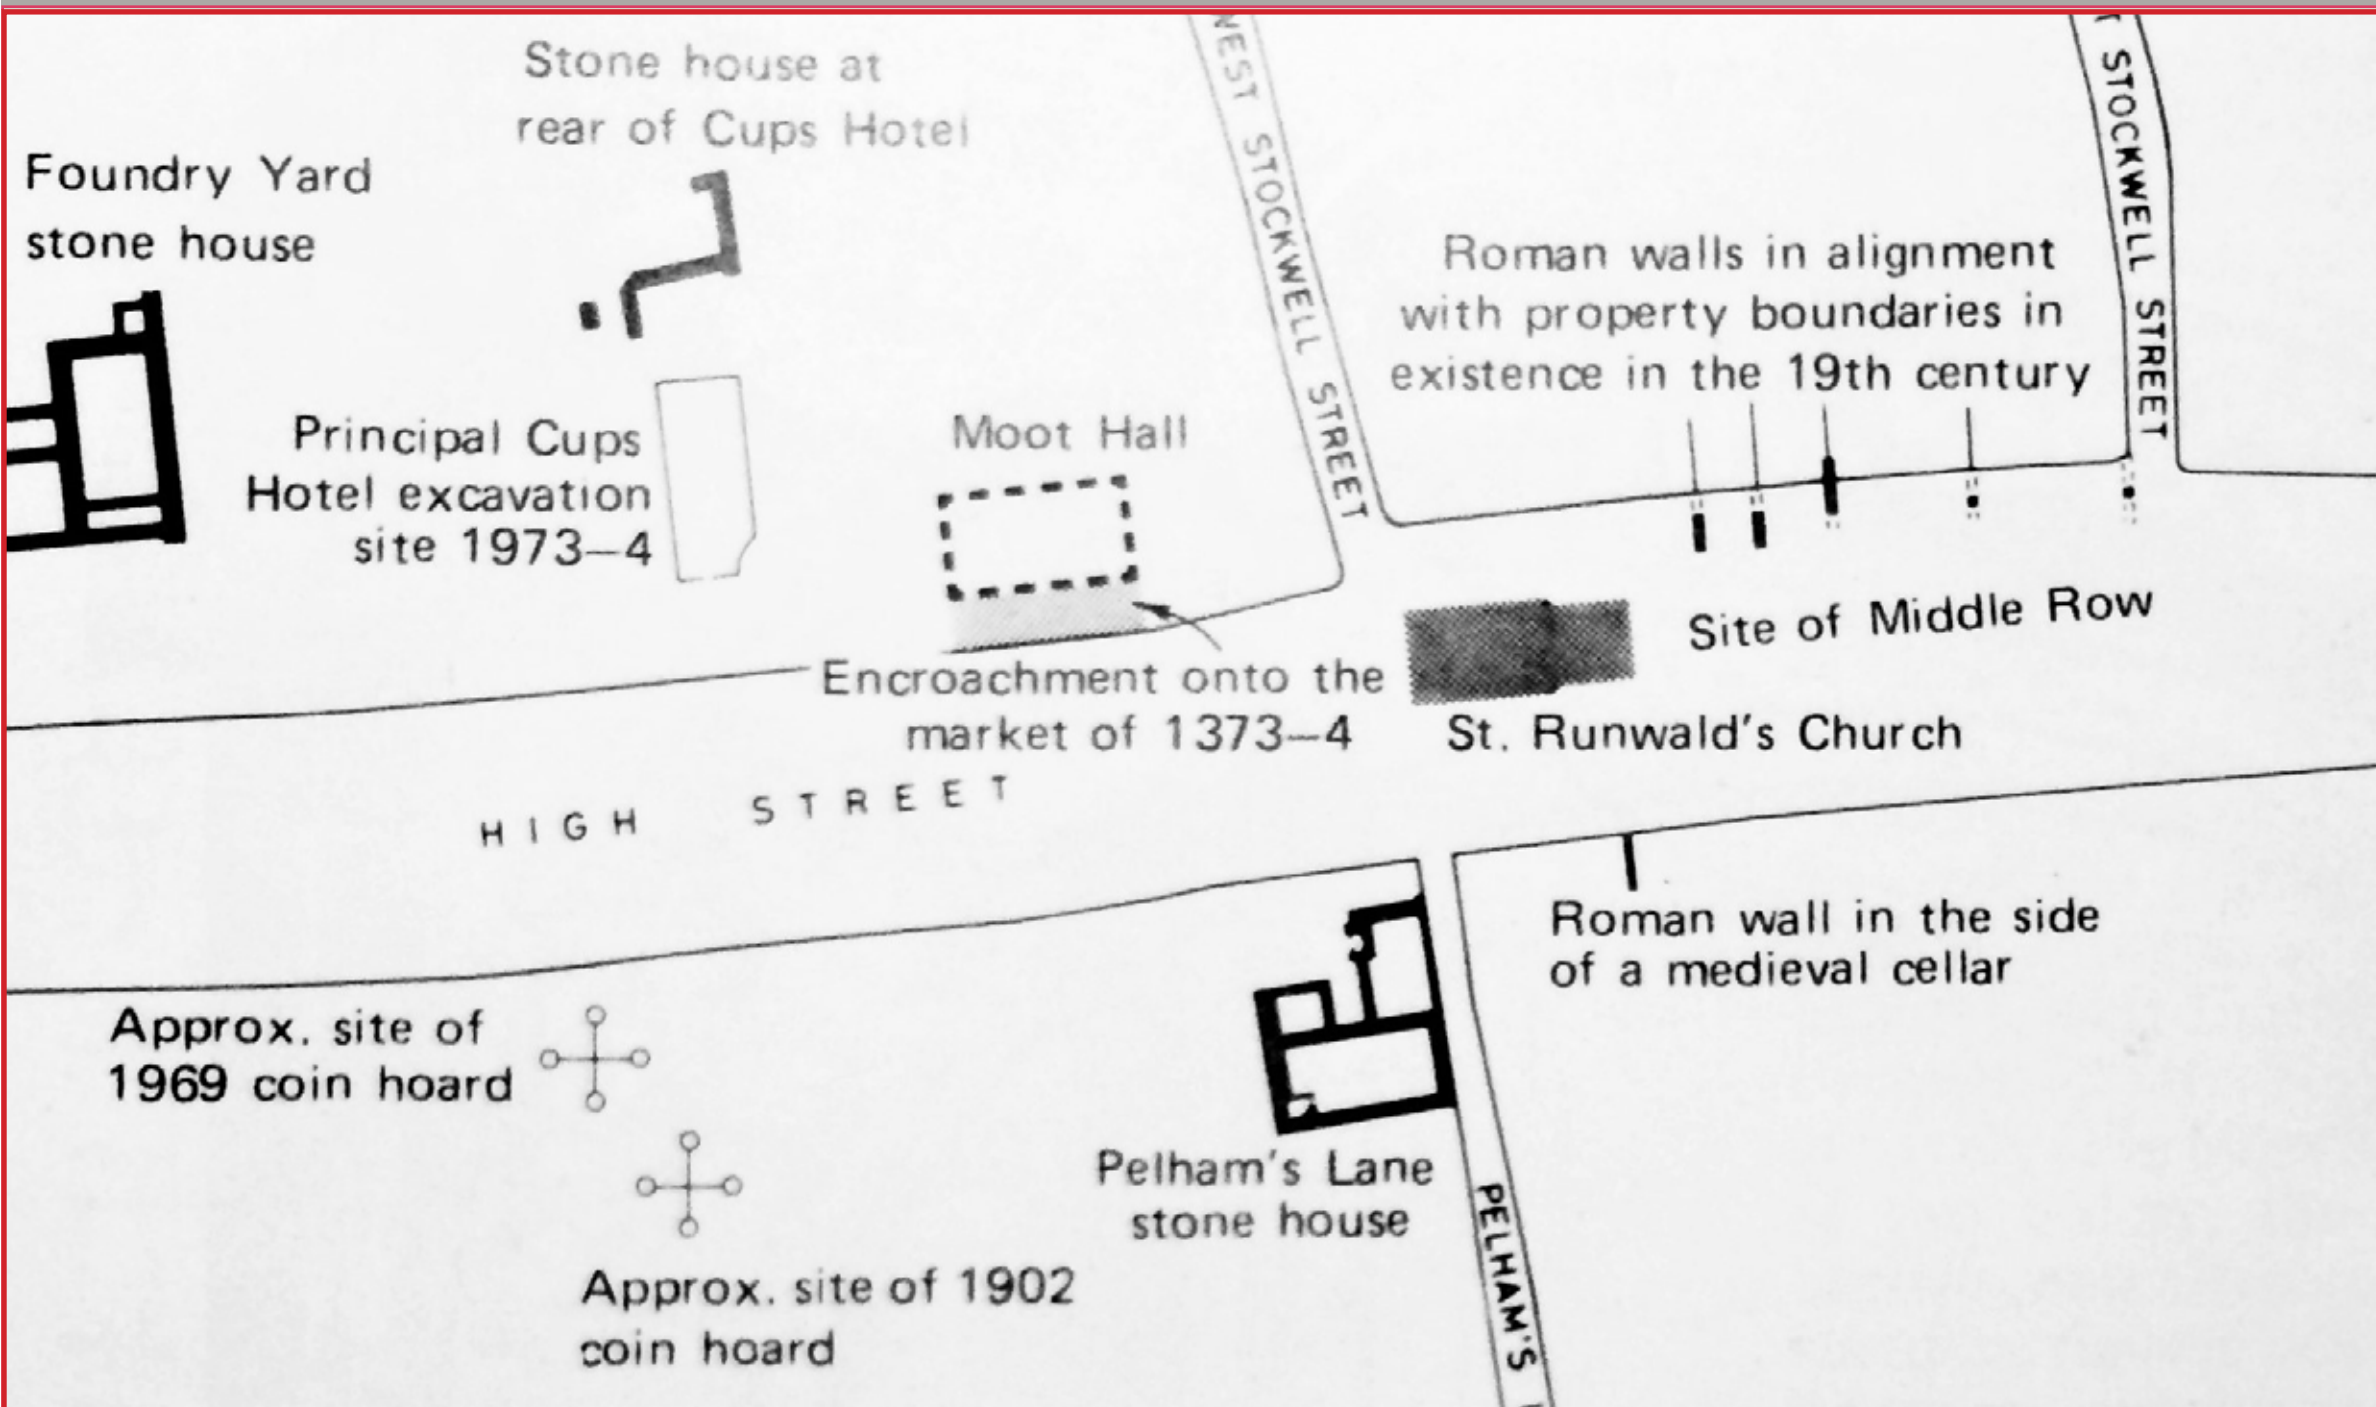 Stone house at
rear of Cups Hotel
Foundry Yard
stone house
WEST STOCKWELL STREET
T STOCKWELL STREET
Roman walls in alignment
with property boundaries in
existence in the 19th century
Principal Cups
Hotel excavation
site 1973–4
Moot Hall
Encroachment onto the
market of 1373–4
Site of Middle Row
St. Runwald's Church
HIGH STREET
Roman wall in the side
of a medieval cellar
Approx. site of
1969 coin hoard
Pelham's Lane
stone house
PELHAM'S
Approx. site of 1902
coin hoard